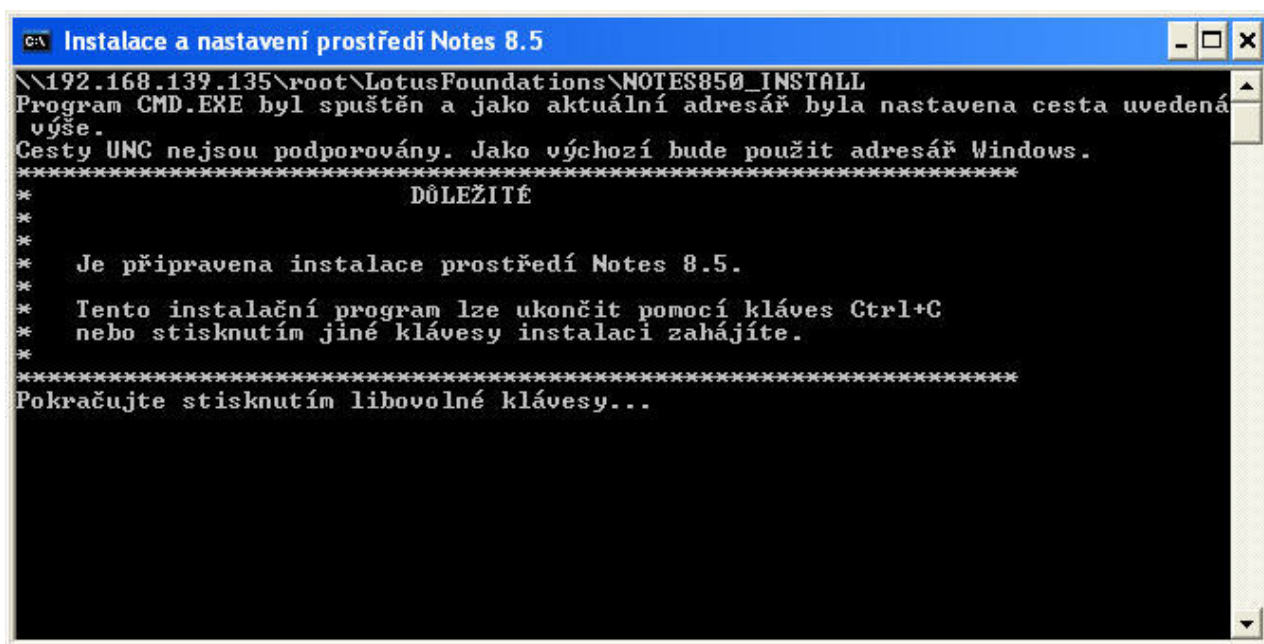 Instalace a nastavení prostředí Notes 8.5
\\192.168.139.135\root\LotusFoundations\NOTES850_INSTALL
Program CMD.EXE byl spuštěn a jako aktuální adresář byla nastavena cesta uvedená
výše.
Cesty UNC nejsou podporovány. Jako výchozí bude použit adresář Windows.
******************************************************************
* DôLEŽITÉ
*
*
* Je připravena instalace prostředí Notes 8.5.
*
* Tento instalační program lze ukončit pomocí kláves Ctrl+C
* nebo stisknutím jiné klávesy instalaci zahájíte.
*
******************************************************************
Pokračujte stisknutím libovolné klávesy...